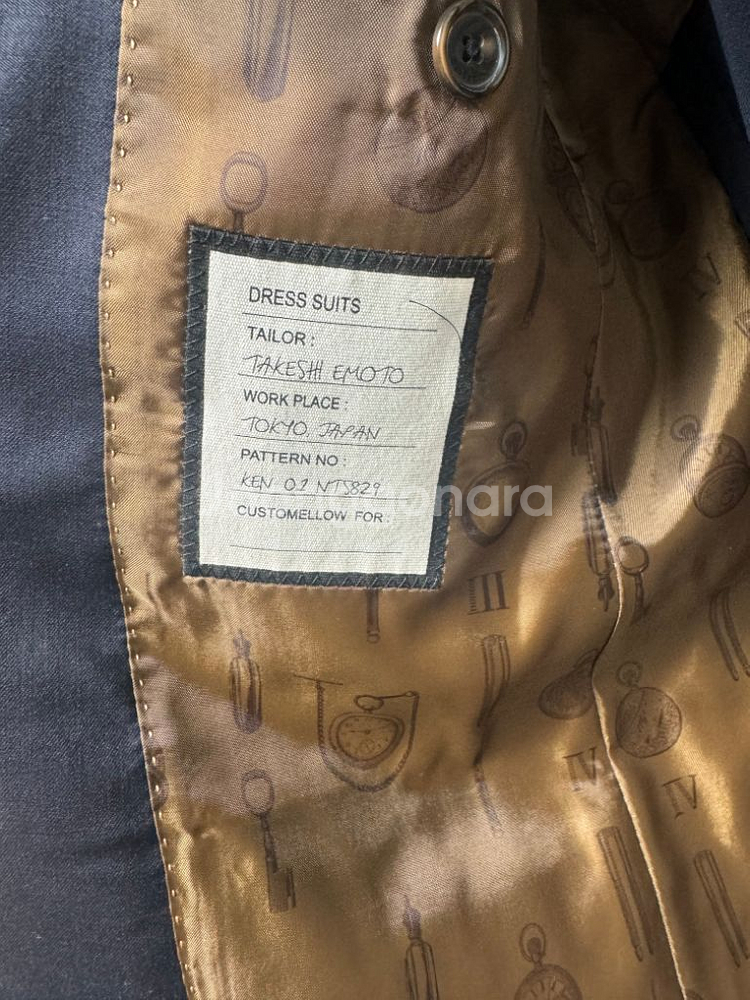 DRESS SUITS
TAILOR :
TAKESHI EMOTO
WORK PLACE :
TOKYO, JAPAN
PATTERN NO :
KEN 02 NTS829
CUSTOMELLOW FOR :
III
IV
IV
IV